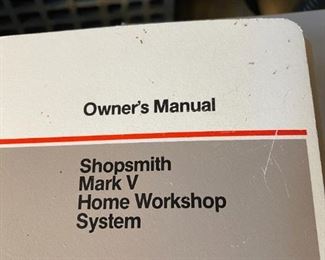 Owner's Manual
Shopsmith
Mark V
Home Workshop
System